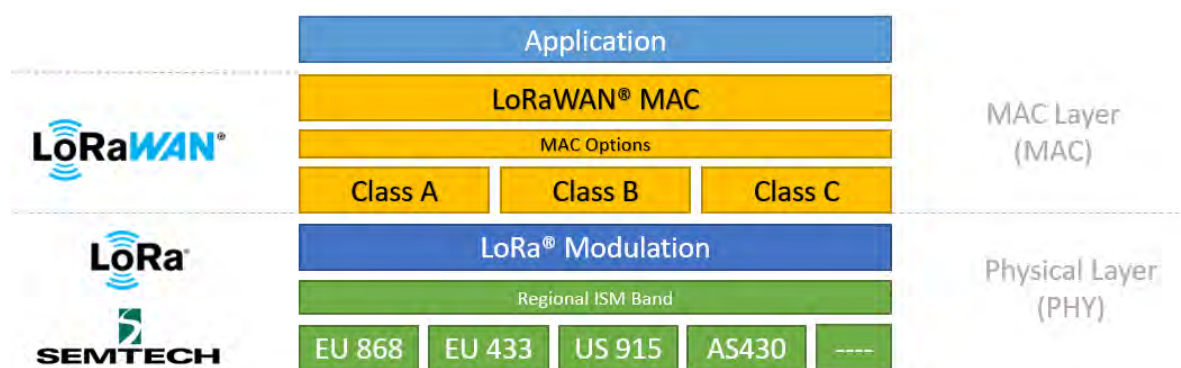 Application
LoRaWAN®
LoRaWAN® MAC
MAC Options
Class A Class B Class C
MAC Layer
(MAC)
LoRa®
SEMTECH
LoRa® Modulation
Regional ISM Band
EU 868 EU 433 US 915 AS430 ----
Physical Layer
(PHY)